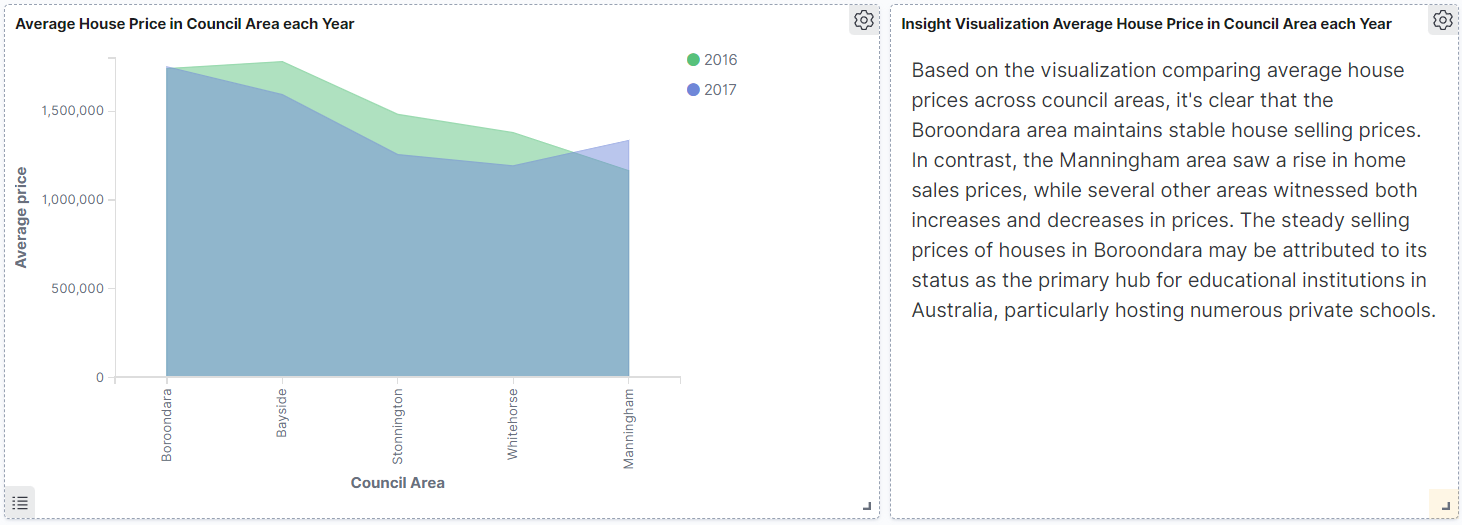 Average House Price in Council Area each Year
2016
2017
1,500,000
1,000,000
500,000
0
Average price
Boroondara
Bayside
Stonnington
Whitehorse
Manningham
Council Area
Insight Visualization Average House Price in Council Area each Year
Based on the visualization comparing average house
prices across council areas, it's clear that the
Boroondara area maintains stable house selling prices.
In contrast, the Manningham area saw a rise in home
sales prices, while several other areas witnessed both
increases and decreases in prices. The steady selling
prices of houses in Boroondara may be attributed to its
status as the primary hub for educational institutions in
Australia, particularly hosting numerous private schools.